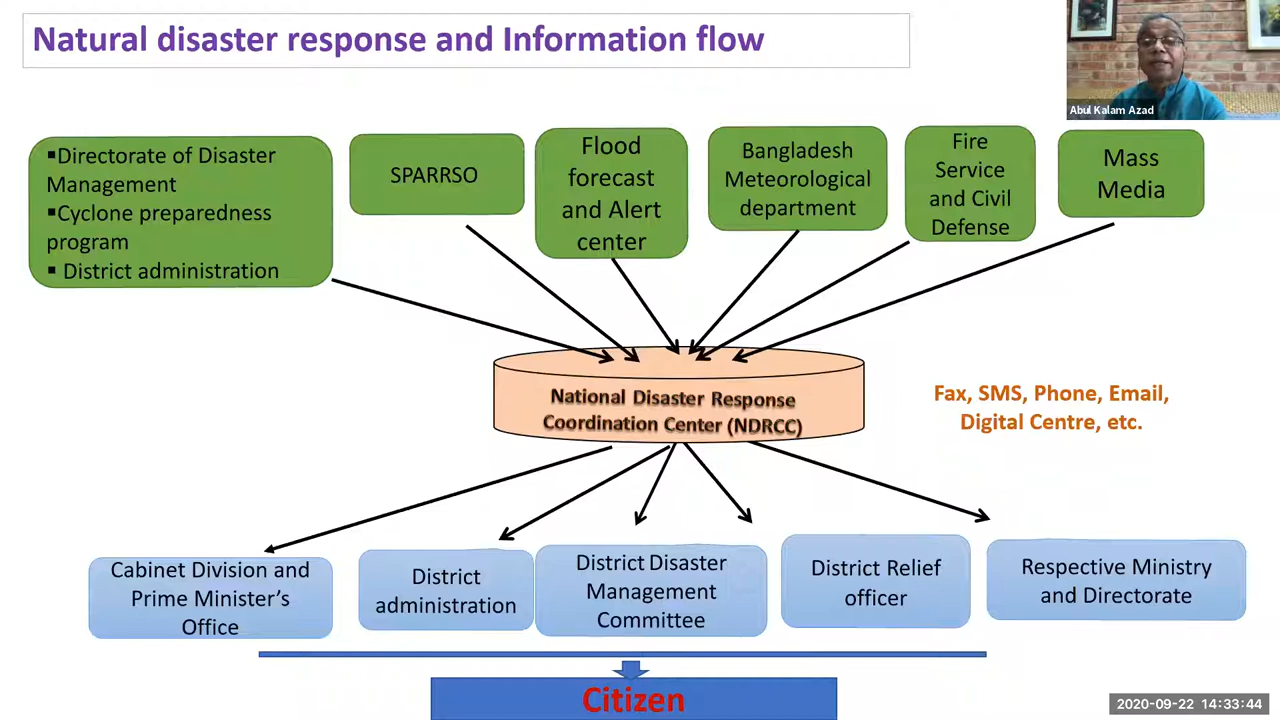 Natural disaster response and Information flow
Abul Kalam Azad
▪Directorate of Disaster
Management
▪Cyclone preparedness
program
▪ District administration
SPARRSO
Flood
forecast
and Alert
center
Bangladesh
Meteorological
department
Fire
Service
and Civil
Defense
Mass
Media
National Disaster Response
Coordination Center (NDRCC)
Fax, SMS, Phone, Email,
Digital Centre, etc.
Cabinet Division and
Prime Minister’s
Office
District
administration
District Disaster
Management
Committee
District Relief
officer
Respective Ministry
and Directorate
Citizen
2020-09-22 14:33:44